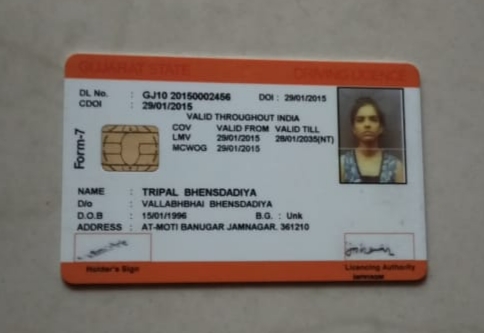 GUJARAT STATE DRIVING LICENCE
DL No. : GJ10 20150002456 DOI : 29/01/2015
CDOI : 29/01/2015
VALID THROUGHOUT INDIA
COV VALID FROM VALID TILL
LMV 29/01/2015 28/01/2035(NT)
MCWOG 29/01/2015
Form-7
NAME : TRIPAL BHENSDADIYA
D/o : VALLABHBHAI BHENSDADIYA
D.O.B : 15/01/1996 B.G. : Unk
ADDRESS : AT-MOTI BANUGAR JAMNAGAR. 361210
Holder's Sign Licencing Authority
Jamnagar